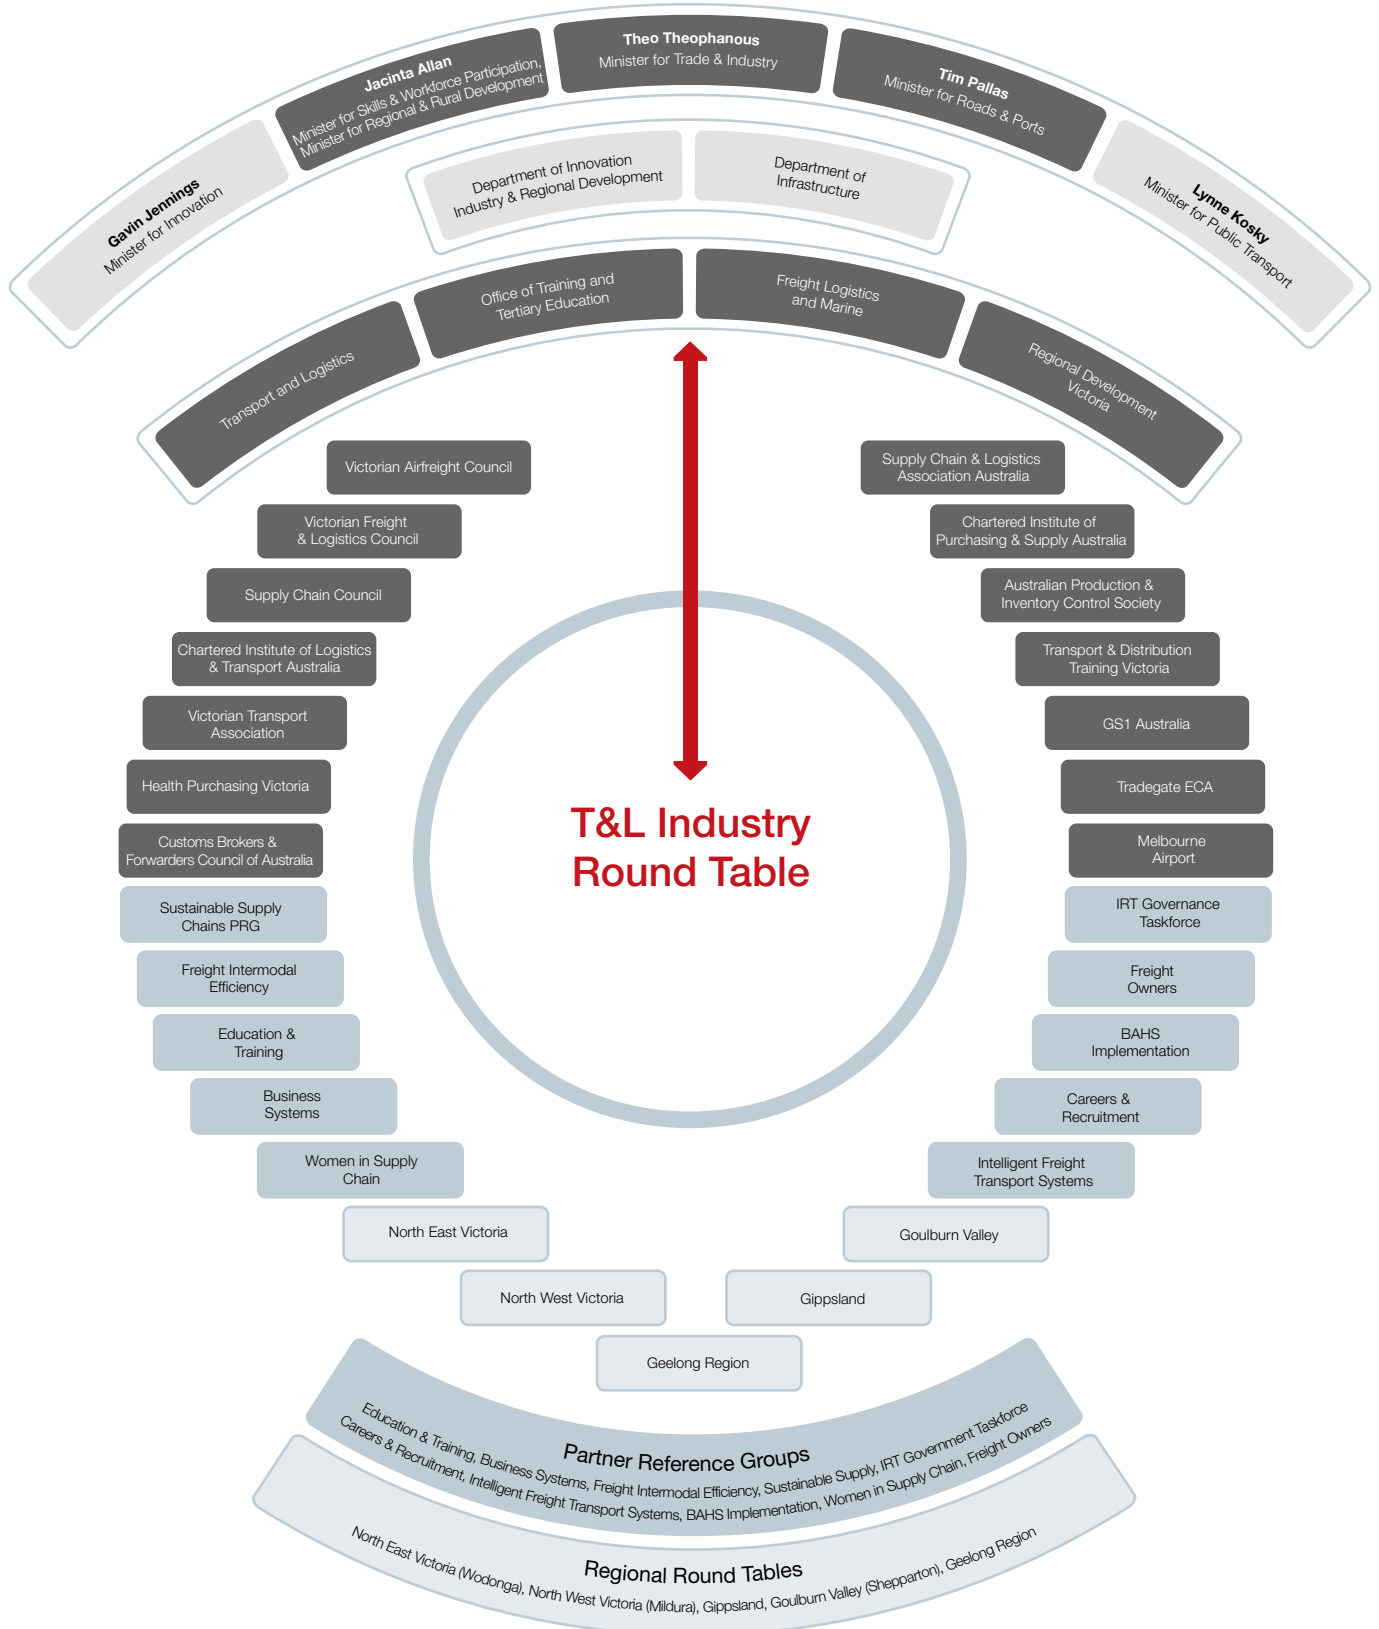 Gavin Jennings
Minister for Innovation
Jacinta Allan
Minister for Skills & Workforce Participation,
Minister for Regional & Rural Development
Theo Theophanous
Minister for Trade & Industry
Tim Pallas
Minister for Roads & Ports
Lynne Kosky
Minister for Public Transport
Department of Innovation
Industry & Regional Development
Department of
Infrastructure
Transport and Logistics
Office of Training and
Tertiary Education
Freight Logistics
and Marine
Regional Development
Victoria
Victorian Airfreight Council
Victorian Freight
& Logistics Council
Supply Chain Council
Chartered Institute of Logistics
& Transport Australia
Victorian Transport
Association
Health Purchasing Victoria
Customs Brokers &
Forwarders Council of Australia
Sustainable Supply
Chains PRG
Freight Intermodal
Efficiency
Education &
Training
Business
Systems
Women in Supply
Chain
North East Victoria
North West Victoria
Geelong Region
T&L Industry
Round Table
Supply Chain & Logistics
Association Australia
Chartered Institute of
Purchasing & Supply Australia
Australian Production &
Inventory Control Society
Transport & Distribution
Training Victoria
GS1 Australia
Tradegate ECA
Melbourne
Airport
IRT Governance
Taskforce
Freight
Owners
BAHS
Implementation
Careers &
Recruitment
Intelligent Freight
Transport Systems
Goulburn Valley
Gippsland
Partner Reference Groups
Education & Training, Business Systems, Freight Intermodal Efficiency, Sustainable Supply, IRT Government Taskforce
Careers & Recruitment, Intelligent Freight Transport Systems, BAHS Implementation, Women in Supply Chain, Freight Owners
Regional Round Tables
North East Victoria (Wodonga), North West Victoria (Mildura), Gippsland, Goulburn Valley (Shepparton), Geelong Region